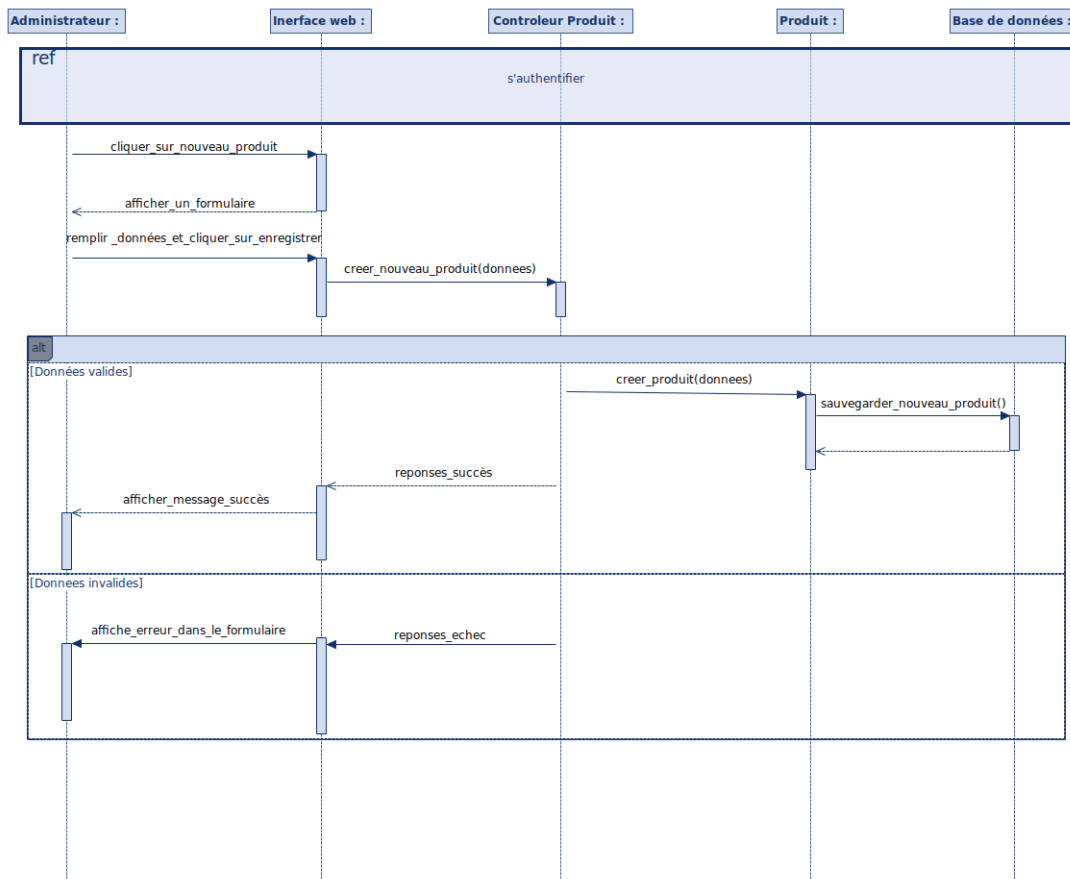 Administrateur :
Inerface web :
Controleur Produit :
Produit :
Base de données :
ref
s'authentifier
cliquer_sur_nouveau_produit
afficher_un_formulaire
remplir _données_et_cliquer_sur_enregistrer
creer_nouveau_produit(donnees)
alt
[Données valides]
creer_produit(donnees)
sauvegarder_nouveau_produit()
reponses_succès
afficher_message_succès
[Donnees invalides]
affiche_erreur_dans_le_formulaire
reponses_echec